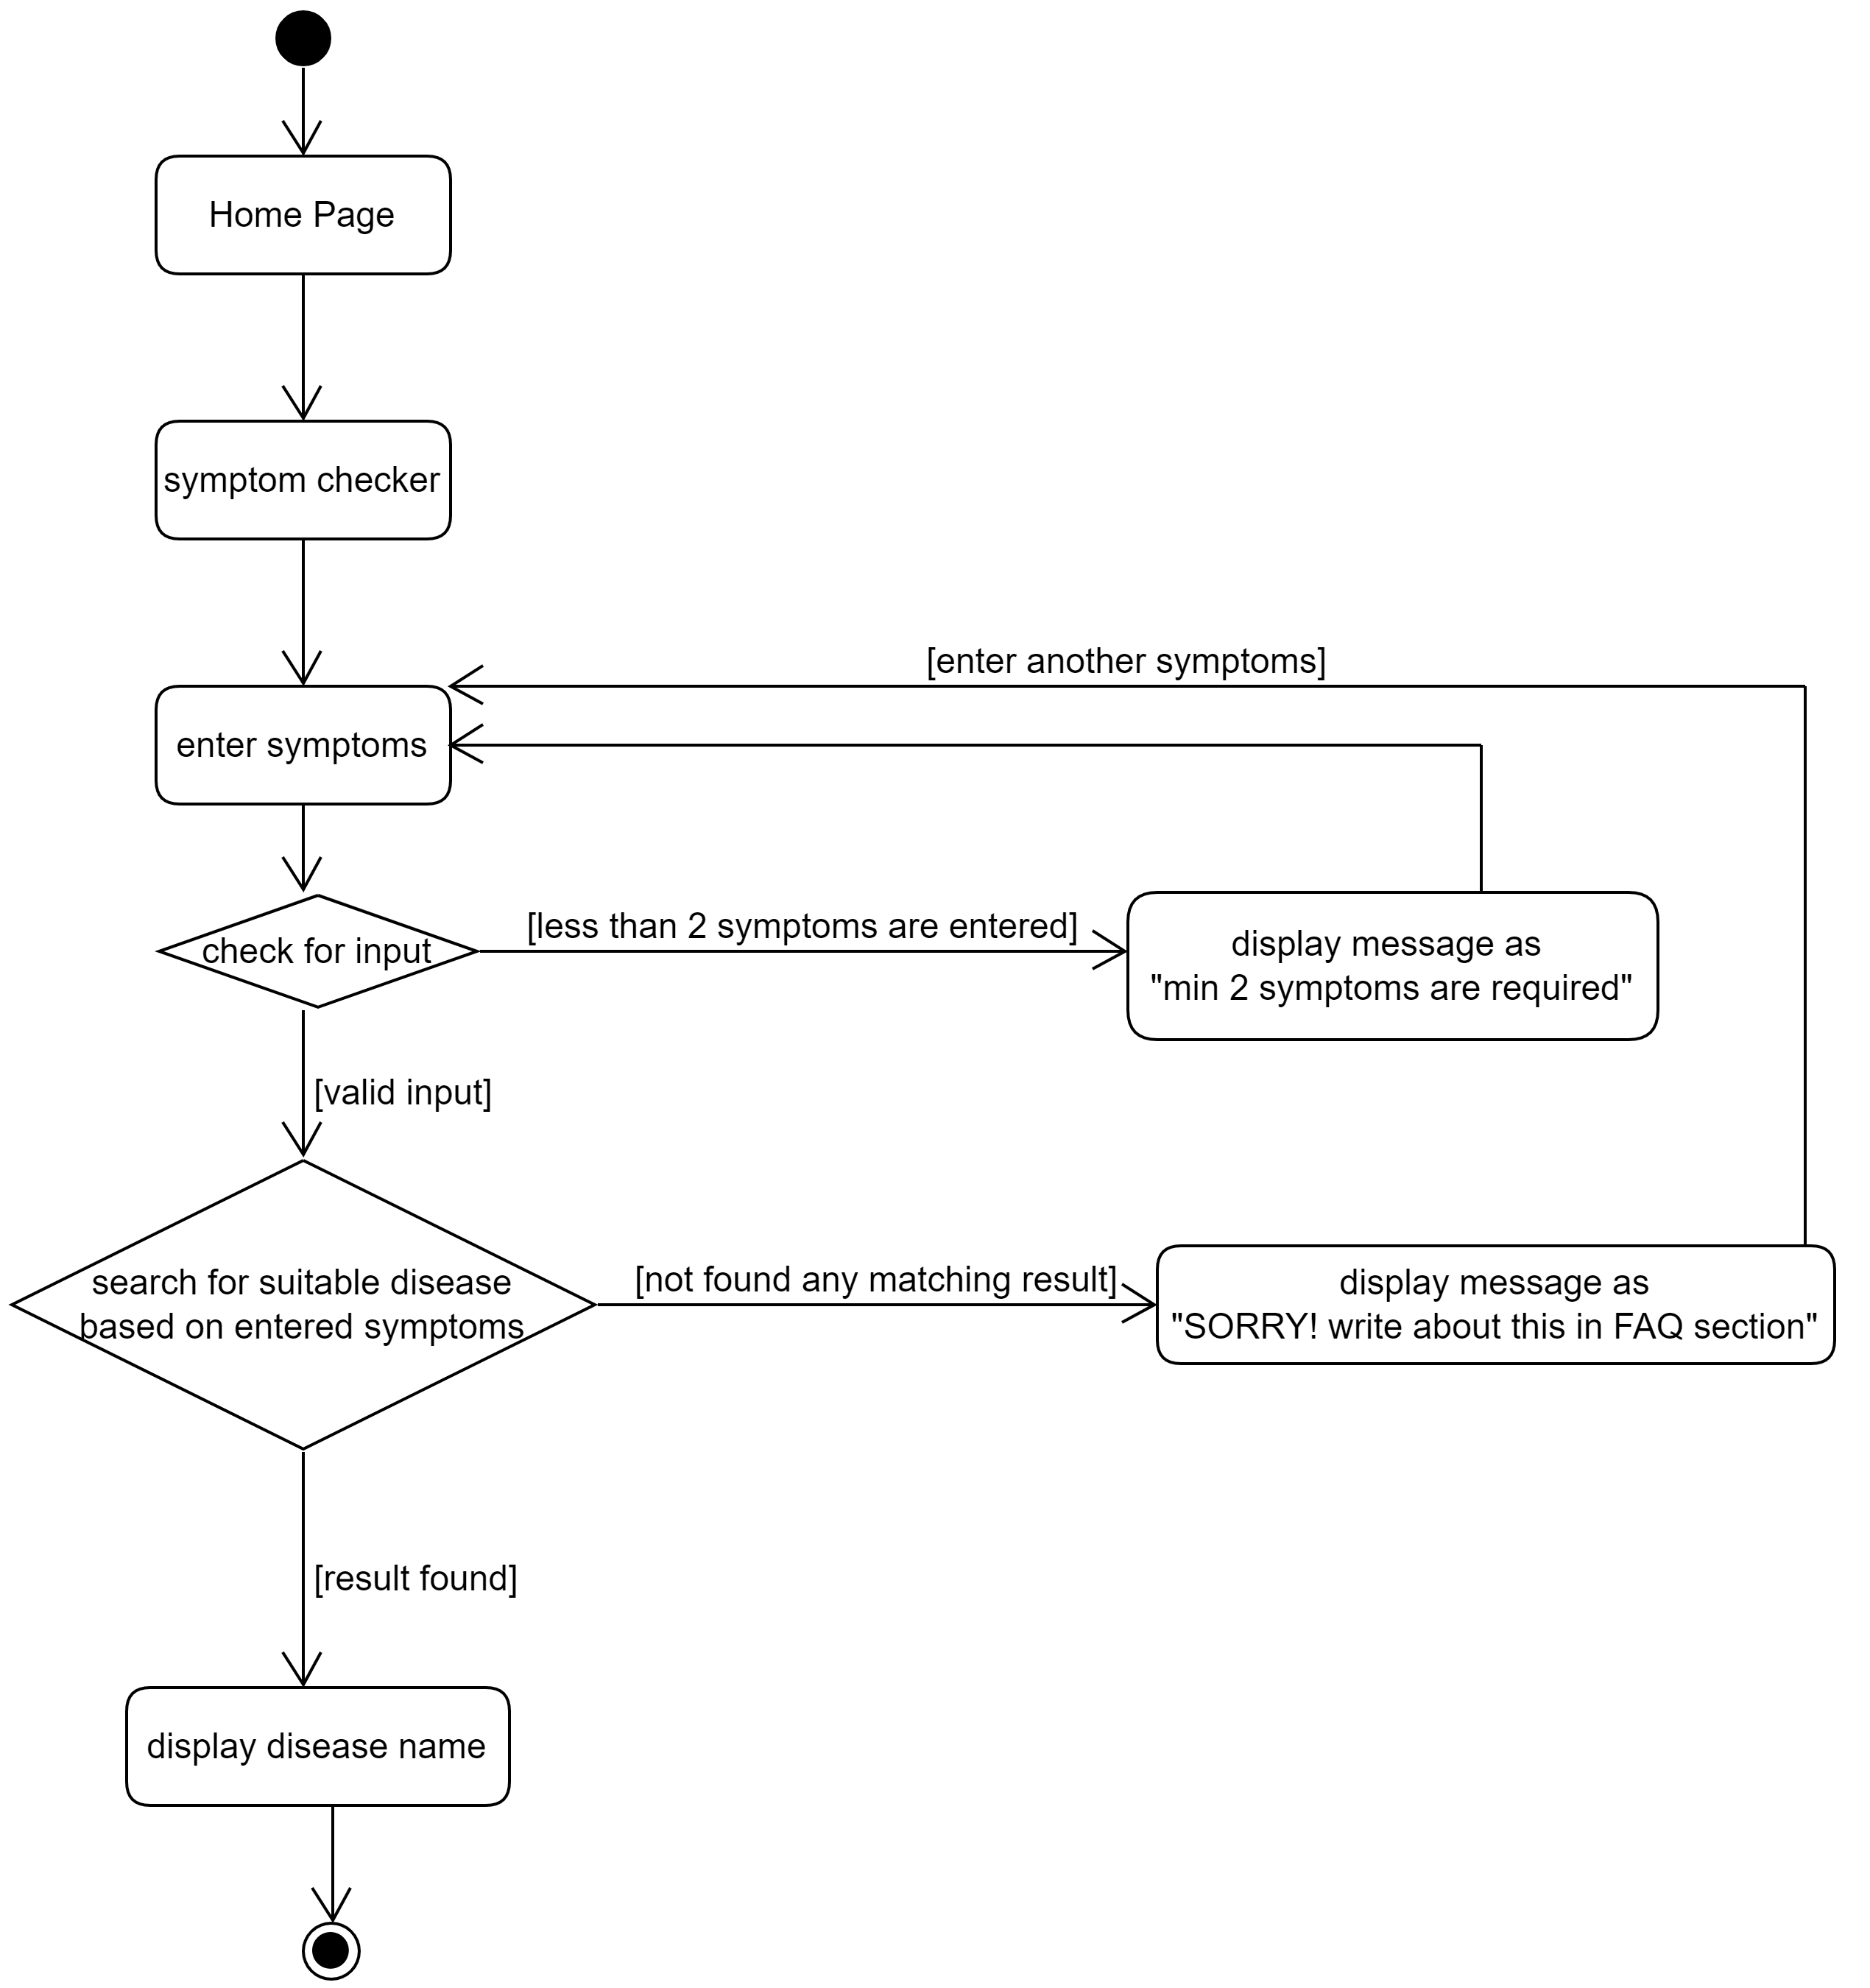 Home Page
symptom checker
[enter another symptoms]
enter symptoms
[less than 2 symptoms are entered]
check for input
display message as
"min 2 symptoms are required"
[valid input]
search for suitable disease
based on entered symptoms
[not found any matching result]
display message as
"SORRY! write about this in FAQ section"
[result found]
display disease name